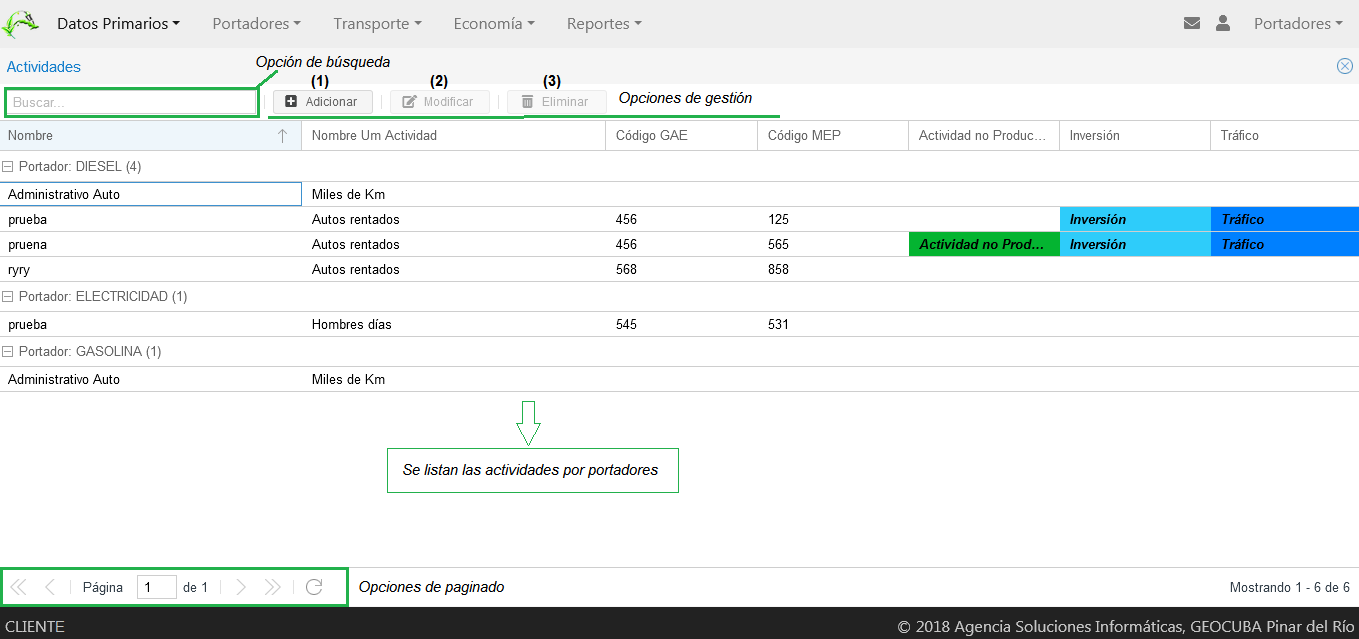 Datos Primarios Portadores Transporte Economía Reportes Portadores
Actividades
Opción de búsqueda
(1) (2) (3)
Buscar... Adicionar Modificar Eliminar Opciones de gestión
Nombre Nombre Um Actividad Código GAE Código MEP Actividad no Produc... Inversión Tráfico
Portador: DIESEL (4)
Administrativo Auto Miles de Km
prueba Autos rentados 456 125 Inversión Tráfico
pruena Autos rentados 456 565 Actividad no Prod... Inversión Tráfico
ryry Autos rentados 568 858
Portador: ELECTRICIDAD (1)
prueba Hombres días 545 531
Portador: GASOLINA (1)
Administrativo Auto Miles de Km
Se listan las actividades por portadores
Página 1 de 1 Opciones de paginado Mostrando 1 - 6 de 6
CLIENTE © 2018 Agencia Soluciones Informáticas, GEOCUBA Pinar del Río